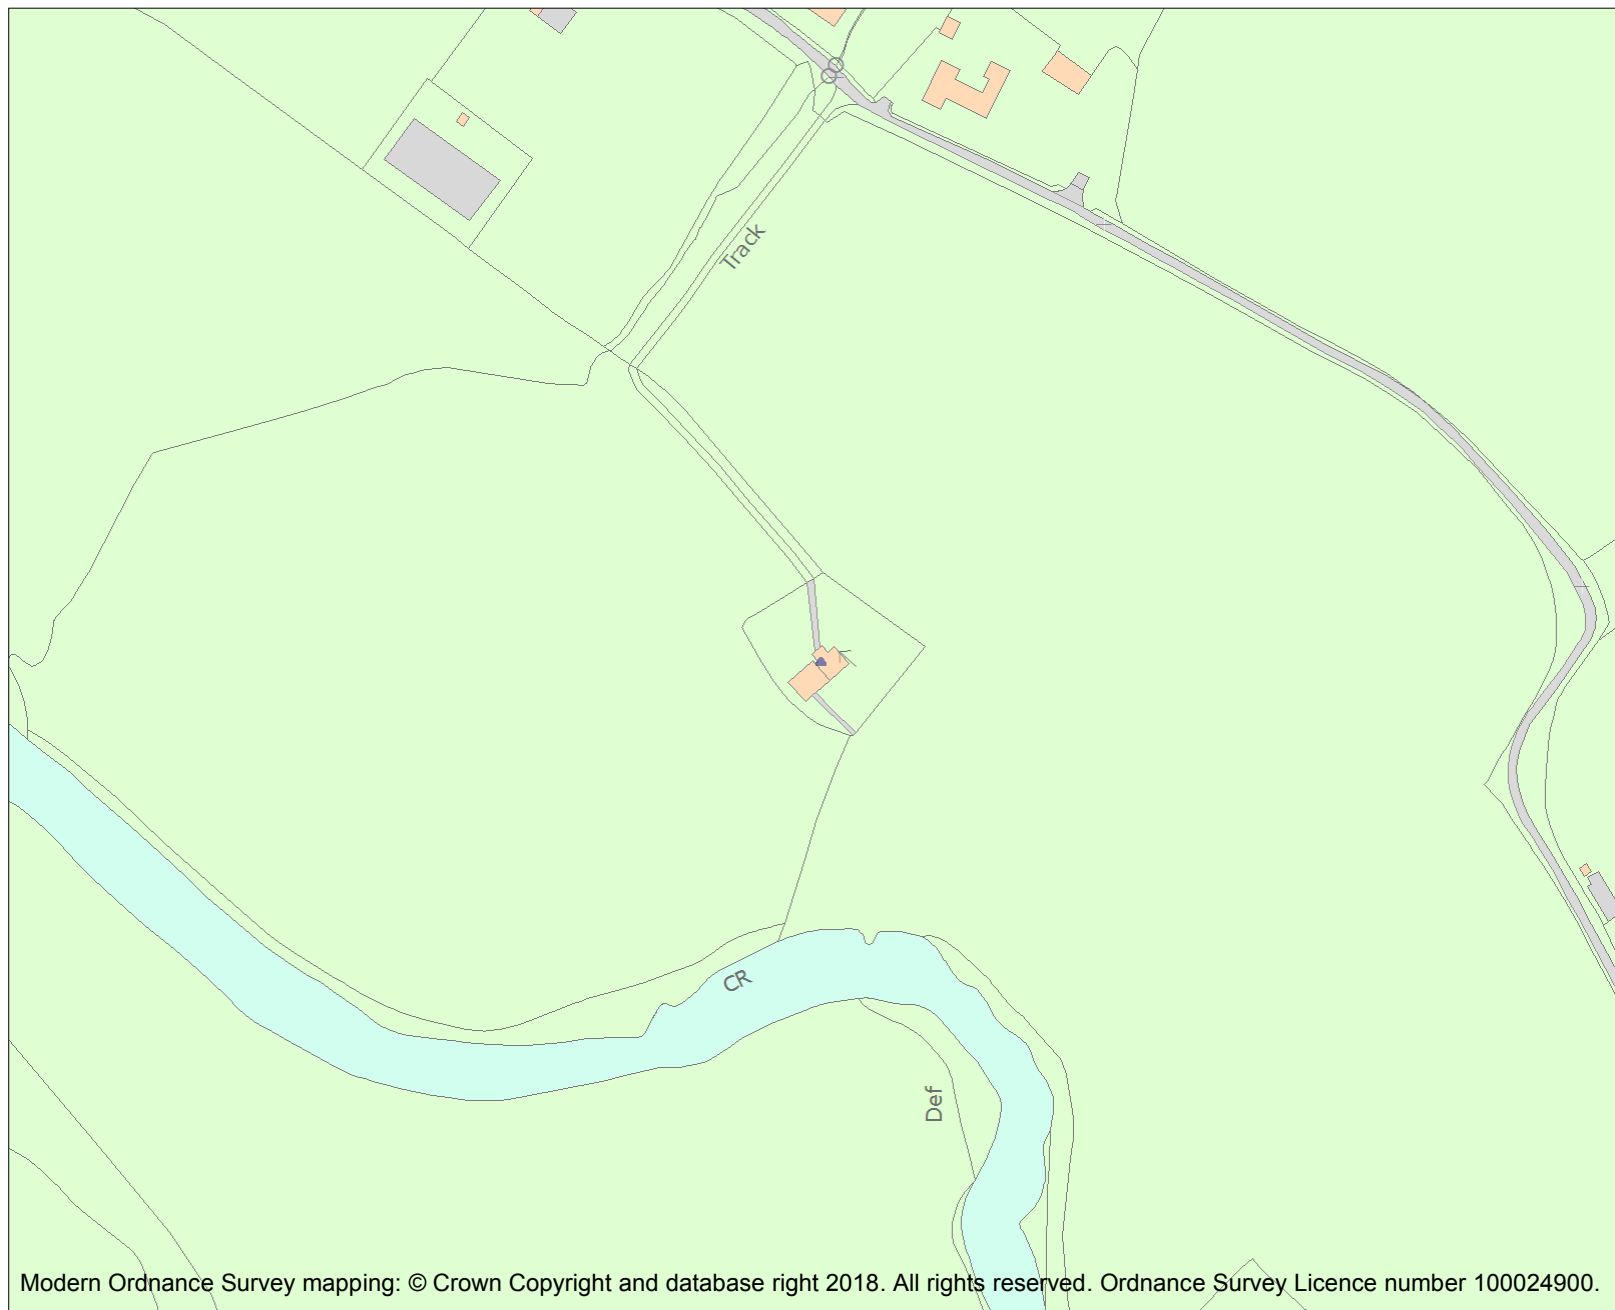 Track
CR
Def
Modern Ordnance Survey mapping: © Crown Copyright and database right 2018. All rights reserved. Ordnance Survey Licence number 100024900.